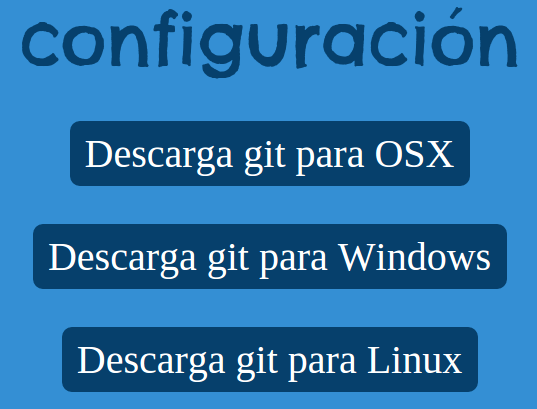 configuración
Descarga git para OSX
Descarga git para Windows
Descarga git para Linux